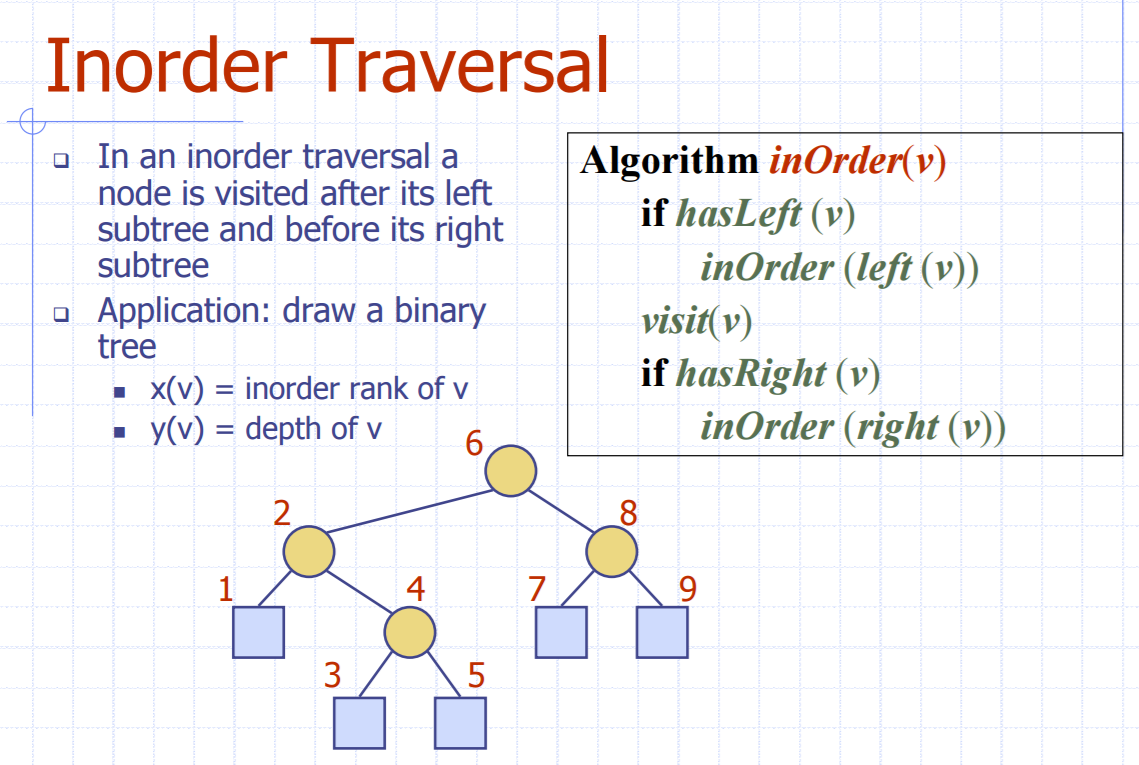 Inorder Traversal
❑ In an inorder traversal a
node is visited after its left
subtree and before its right
subtree
❑ Application: draw a binary
tree
■ x(v) = inorder rank of v
■ y(v) = depth of v
Algorithm inOrder(v)
if hasLeft (v)
inOrder (left (v))
visit(v)
if hasRight (v)
inOrder (right (v))
6
2 8
1 4 7 9
3 5